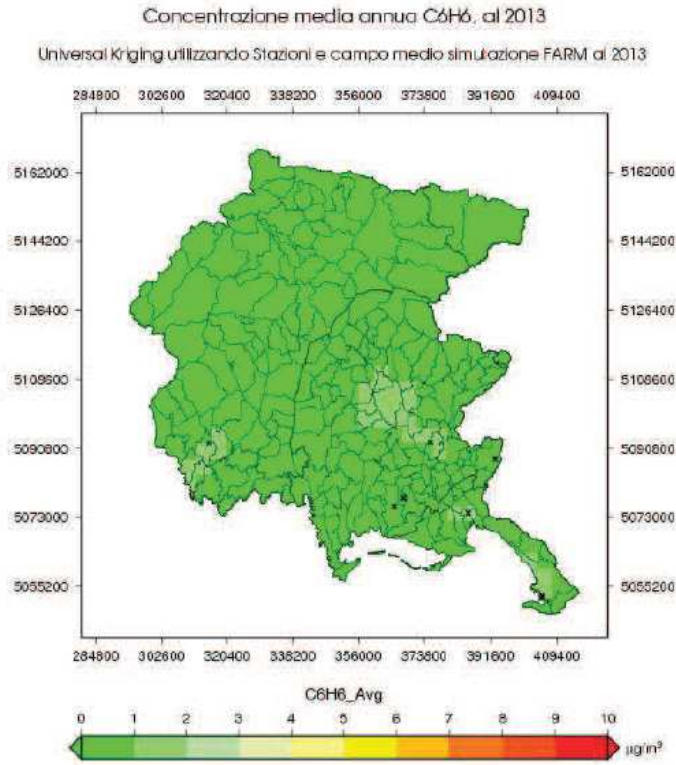 Concentrazione media annua C6H6, al 2013
Universal Kriging utilizzando Stazioni e campo medio simulazione FARM al 2013
284800 302600 320400 338200 356000 373800 391600 409400
5162000 5162000
5144200 5144200
5126400 5126400
5108600 5108600
5090800 5090800
5073000 5073000
5055200 5055200
284800 302600 320400 338200 356000 373800 391600 409400
C6H6_Avg
0 1 2 3 4 5 6 7 8 9 10
µg/m³